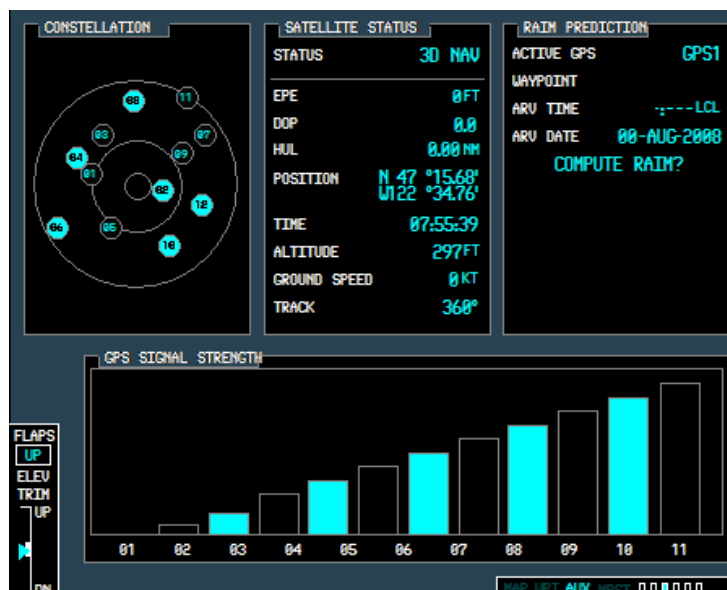 CONSTELLATION
08
11
03
07
04
09
01
02
12
06
05
10
SATELLITE STATUS
STATUS 3D NAV
EPE 0FT
DOP 0.0
HUL 0.00NM
POSITION N 47 °15.68'
W122 °34.76'
TIME 07:55:39
ALTITUDE 297FT
GROUND SPEED 0KT
TRACK 360°
RAIM PREDICTION
ACTIVE GPS GPS1
WAYPOINT
ARV TIME -:---LCL
ARV DATE 00-AUG-2008
COMPUTE RAIM?
GPS SIGNAL STRENGTH
01 02 03 04 05 06 07 08 09 10 11
FLAPS
UP
ELEV
TRIM
UP
DN
MAP WPT AUX NRST